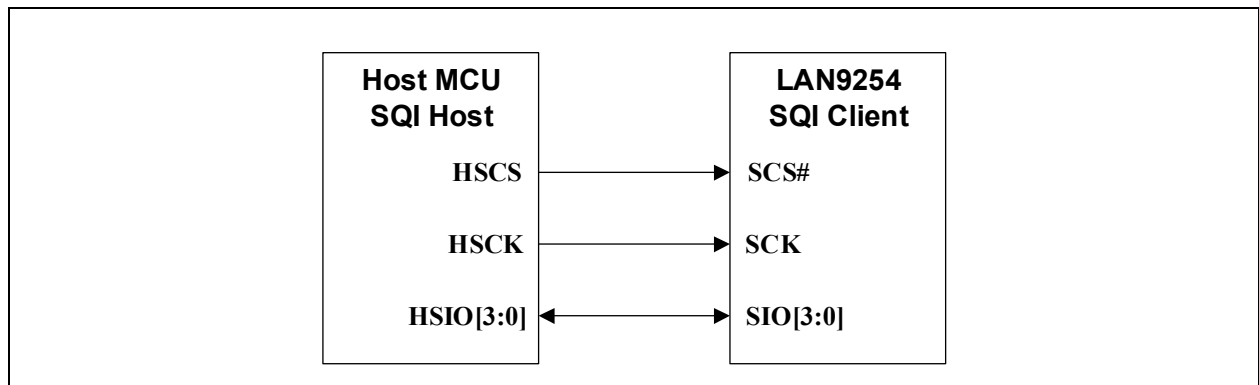 Host MCU
SQI Host
LAN9254
SQI Client
HSCS
SCS#
HSCK
SCK
HSIO[3:0]
SIO[3:0]